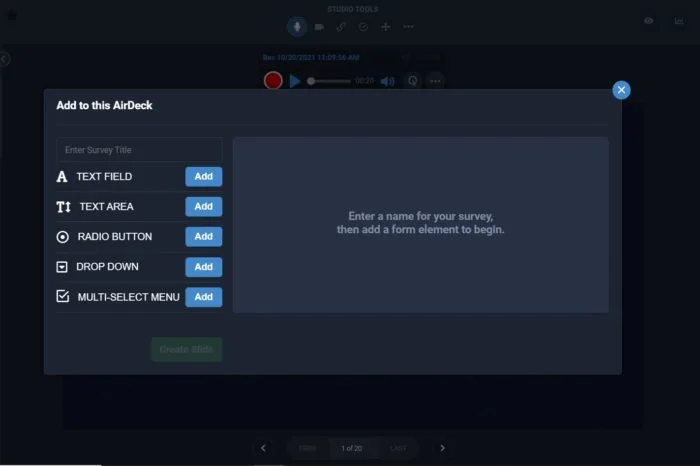 STUDIO TOOLS
Rec 10/20/2021 11:09:56 AM
00:20
Add to this AirDeck
Enter Survey Title
TEXT FIELD Add
TEXT AREA Add
RADIO BUTTON Add
DROP DOWN Add
MULTI-SELECT MENU Add
Enter a name for your survey,
then add a form element to begin.
Create Slide
1 of 20 LAST